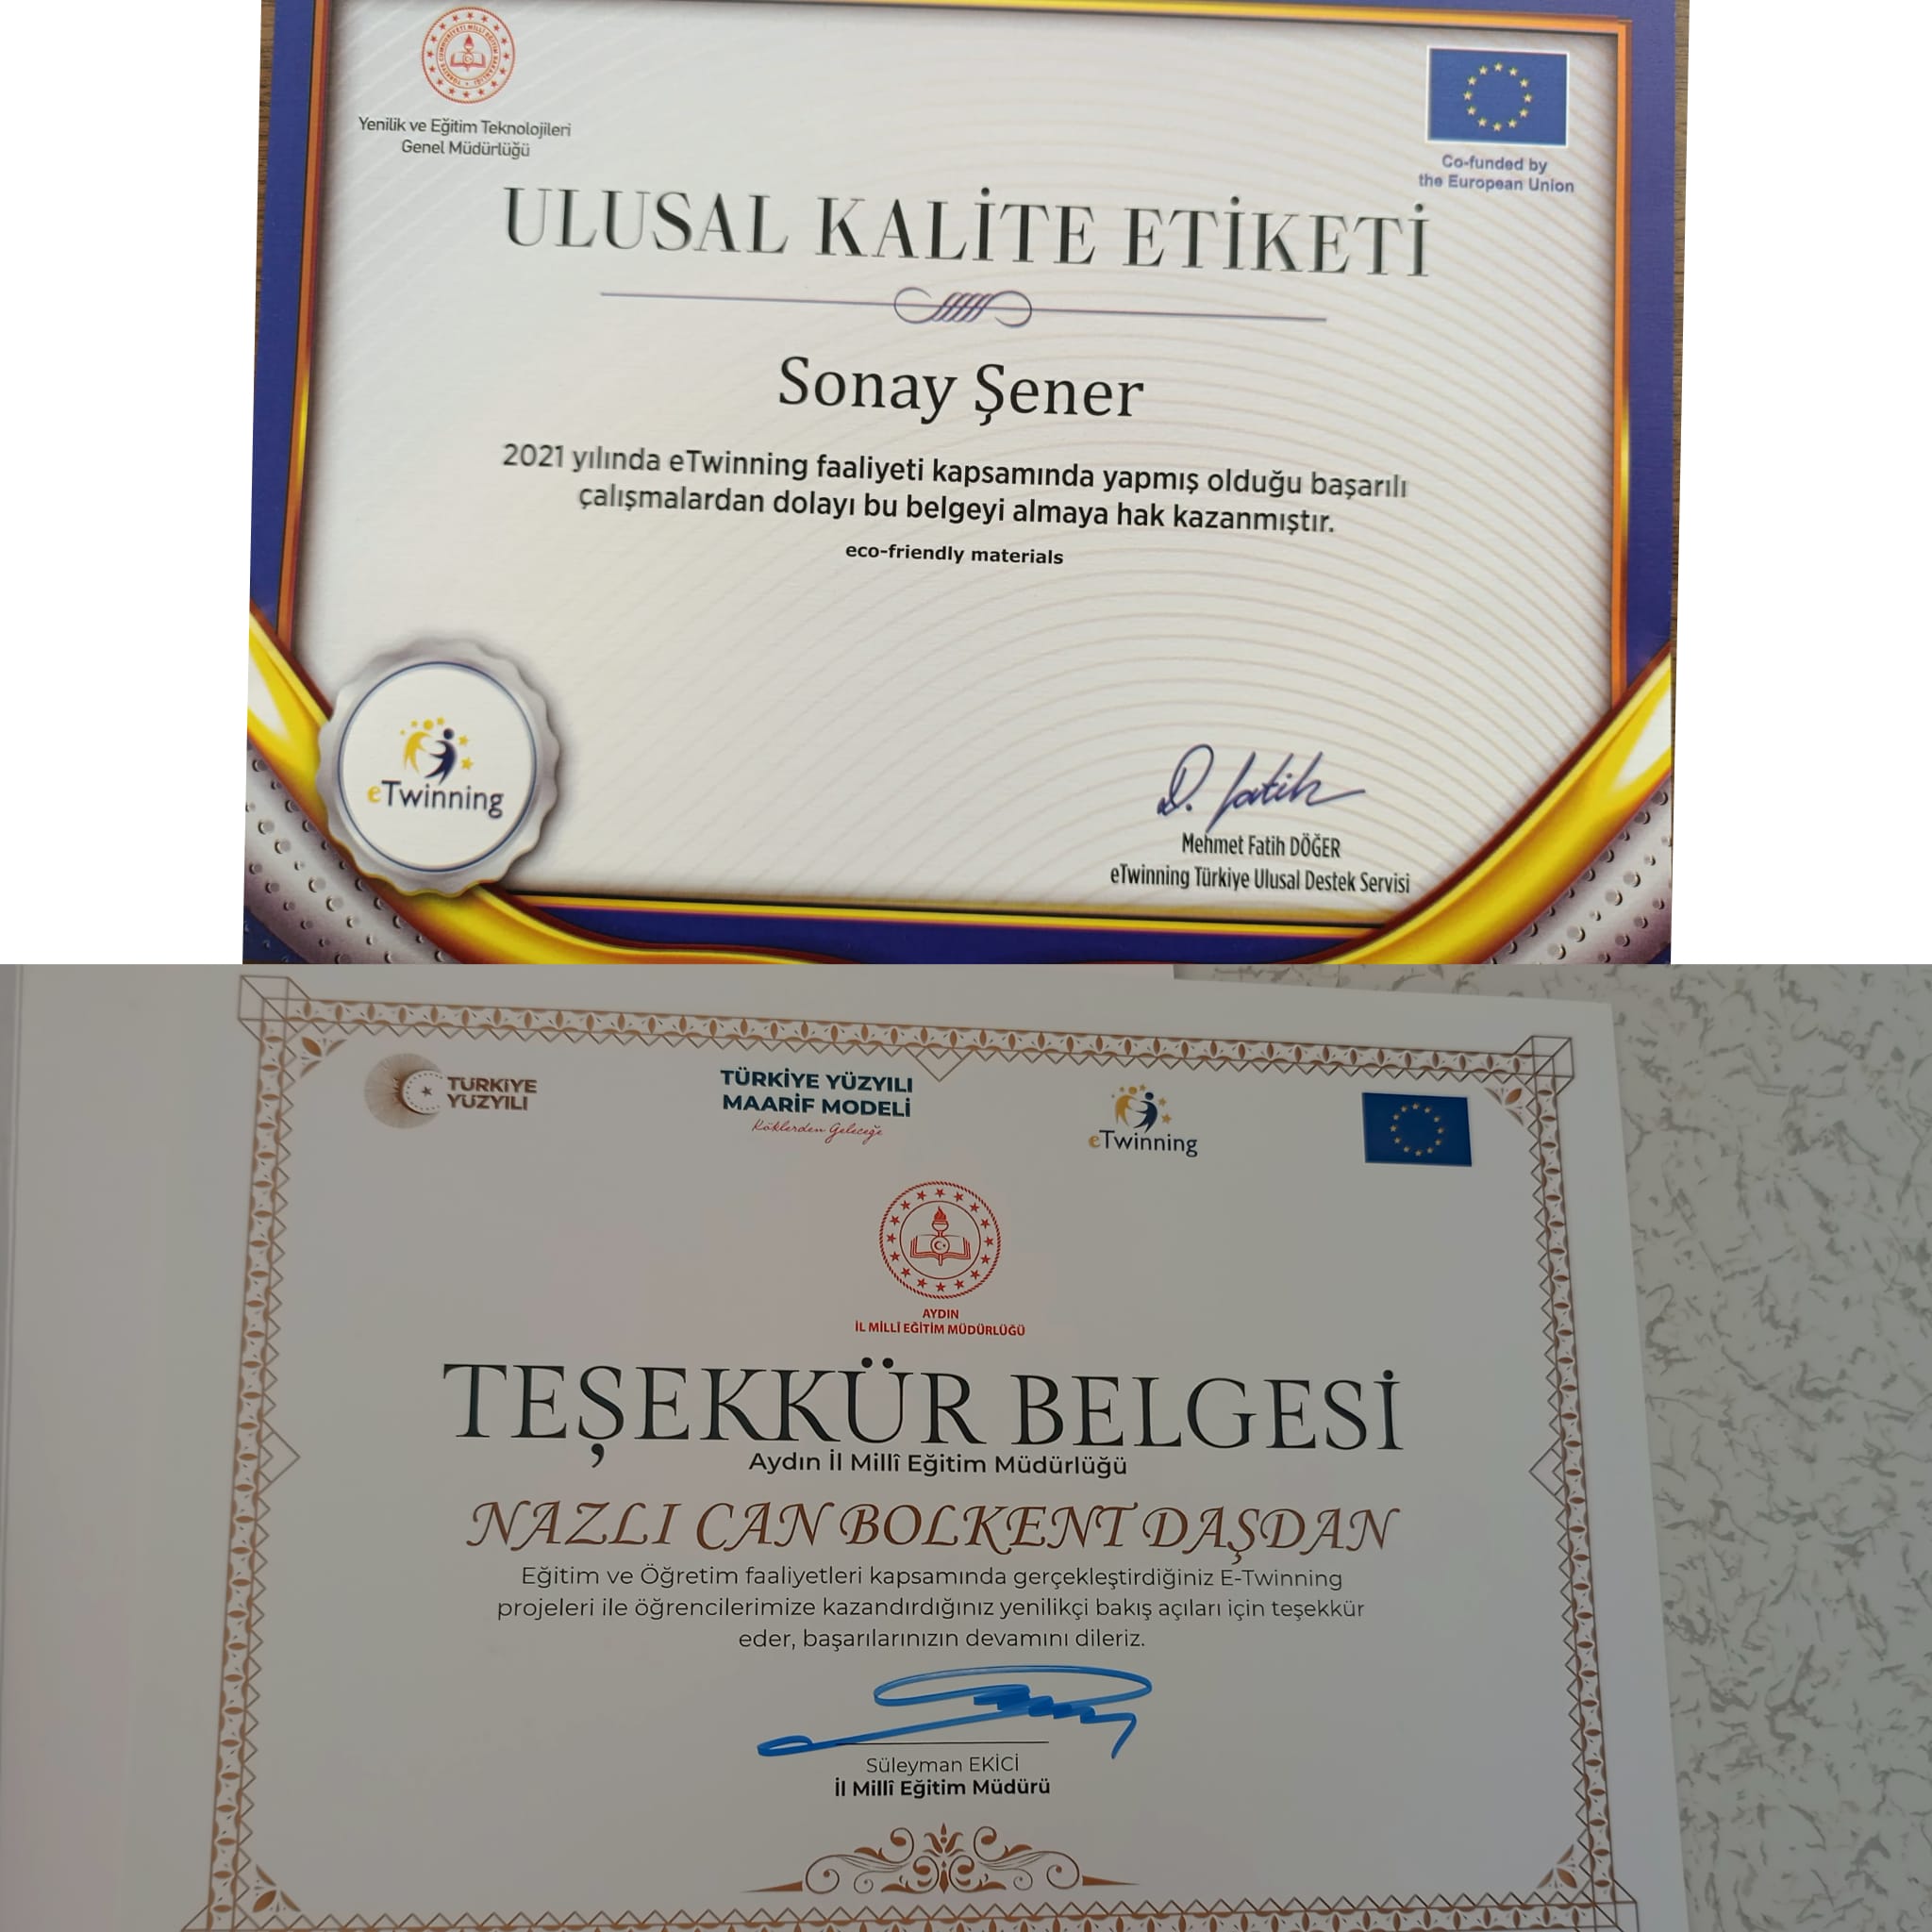 Yenilik ve Eğitim Teknolojileri
Genel Müdürlüğü
Co-funded by
the European Union
ULUSAL KALİTE ETİKETİ
Sonay Şener
2021 yılında eTwinning faaliyeti kapsamında yapmış olduğu başarılı
çalışmalardan dolayı bu belgeyi almaya hak kazanmıştır.
eco-friendly materials
eTwinning
D. Fatih
Mehmet Fatih DÖĞER
eTwinning Türkiye Ulusal Destek Servisi
TÜRKİYE
YÜZYILI
TÜRKİYE YÜZYILI
MAARİF MODELİ
Köklerden Geleceğe
eTwinning
AYDIN
İL MİLLÎ EĞİTİM MÜDÜRLÜĞÜ
TEŞEKKÜR BELGESİ
Aydın İl Millî Eğitim Müdürlüğü
NAZLI CAN BOLKENT DAŞDAN
Eğitim ve Öğretim faaliyetleri kapsamında gerçekleştirdiğiniz E-Twinning
projeleri ile öğrencilerimize kazandırdığınız yenilikçi bakış açıları için teşekkür
eder, başarılarınızın devamını dileriz.
Süleyman EKİCİ
İl Millî Eğitim Müdürü